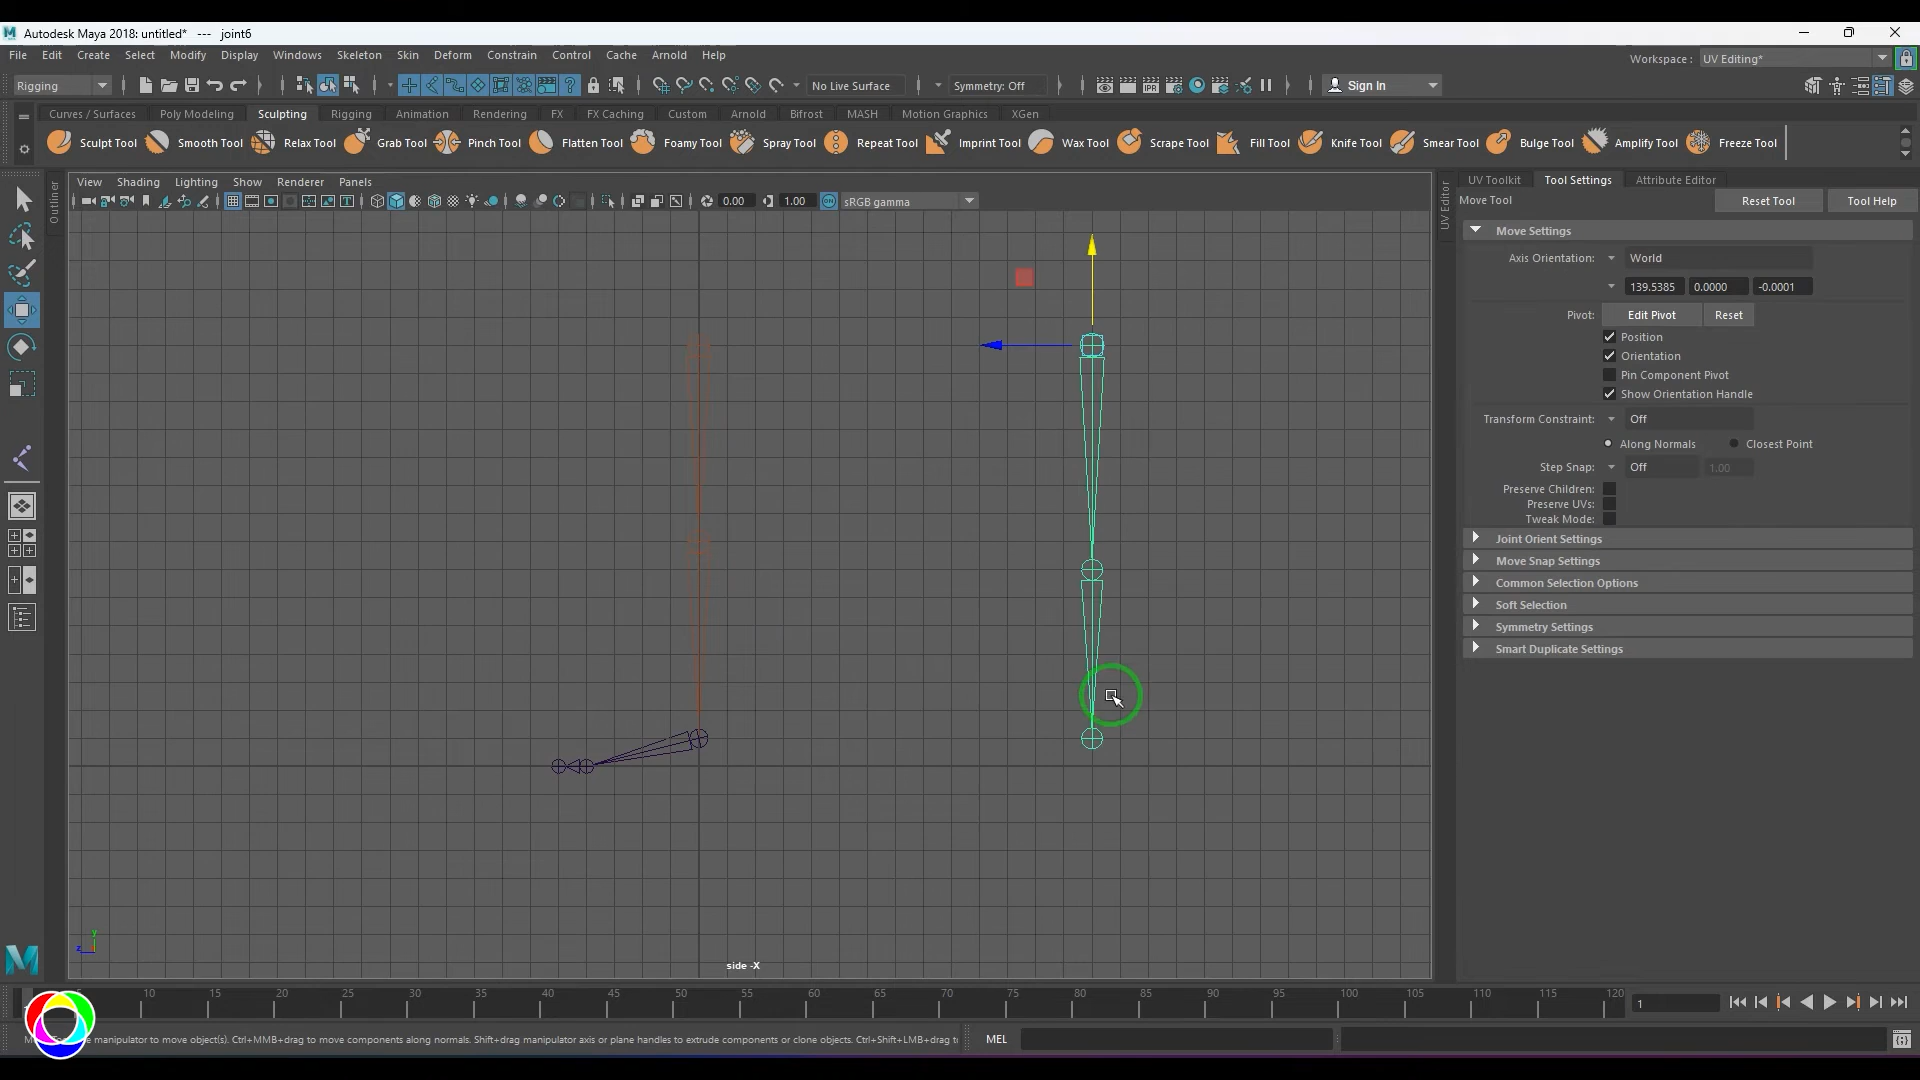 Autodesk Maya 2018: untitled* --- joint6
File Edit Create Select Modify Display Windows Skeleton Skin Deform Constrain Control Cache Arnold Help
Workspace : UV Editing*
Rigging
No Live Surface
Symmetry: Off
Sign In
Curves / Surfaces Poly Modeling Sculpting Rigging Animation Rendering FX FX Caching Custom Arnold Bifrost MASH Motion Graphics XGen
Sculpt Tool Smooth Tool Relax Tool Grab Tool Pinch Tool Flatten Tool Foamy Tool Spray Tool Repeat Tool Imprint Tool Wax Tool Scrape Tool Fill Tool Knife Tool Smear Tool Bulge Tool Amplify Tool Freeze Tool
Outliner
View Shading Lighting Show Renderer Panels
0.00 1.00 ON sRGB gamma
side -X
y
z
UV Editor
UV Toolkit Tool Settings Attribute Editor
Move Tool Reset Tool Tool Help
Move Settings
Axis Orientation: World
139.5385 0.0000 -0.0001
Pivot: Edit Pivot Reset
Position
Orientation
Pin Component Pivot
Show Orientation Handle
Transform Constraint: Off
Along Normals Closest Point
Step Snap: Off 1.00
Preserve Children:
Preserve UVs:
Tweak Mode:
Joint Orient Settings
Move Snap Settings
Common Selection Options
Soft Selection
Symmetry Settings
Smart Duplicate Settings
5 10 15 20 25 30 35 40 45 50 55 60 65 70 75 80 85 90 95 100 105 110 115 120
1
manipulator to move object(s). Ctrl+MMB+drag to move components along normals. Shift+drag manipulator axis or plane handles to extrude components or clone objects. Ctrl+Shift+LMB+drag
MEL